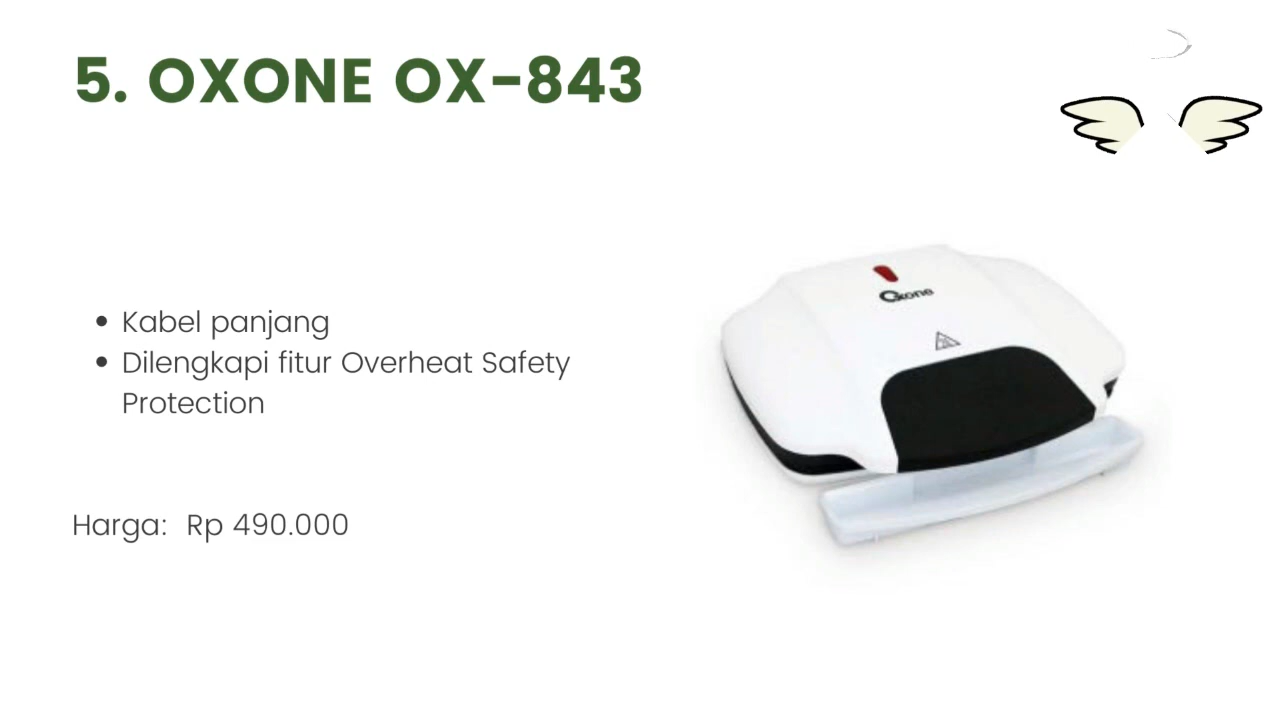 5. OXONE OX-843
Kabel panjang
Dilengkapi fitur Overheat Safety
Protection
Harga: Rp 490.000
Oxone